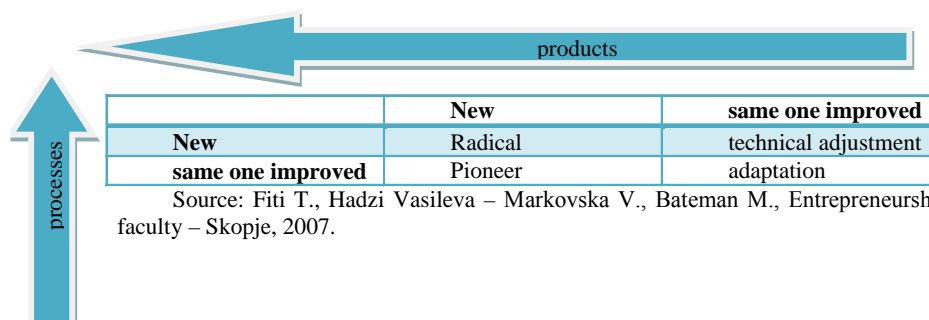 products
New same one improved
New Radical technical adjustment
same one improved Pioneer adaptation
processes
Source: Fiti T., Hadzi Vasileva – Markovska V., Bateman M., Entrepreneursh
faculty – Skopje, 2007.